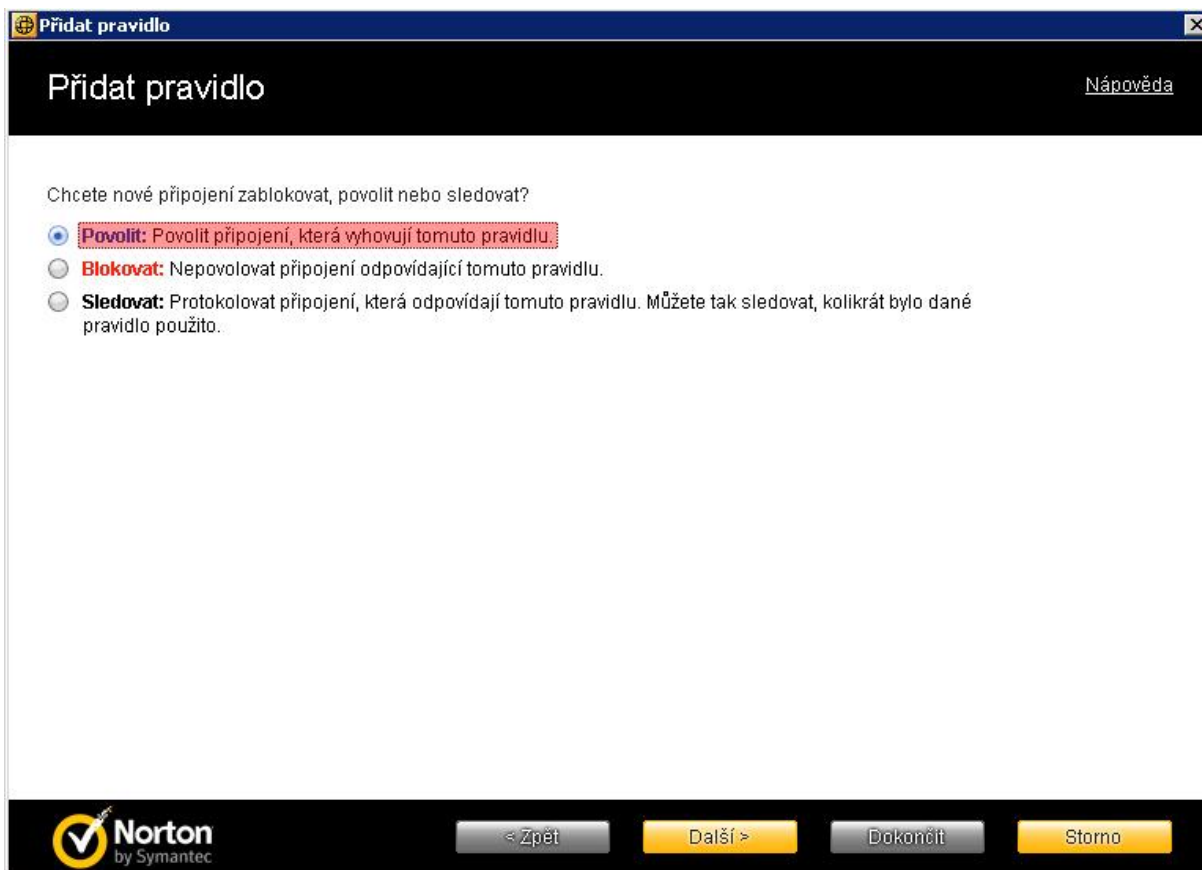 Přidat pravidlo
Přidat pravidlo
Nápověda
Chcete nové připojení zablokovat, povolit nebo sledovat?
Povolit: Povolit připojení, která vyhovují tomuto pravidlu.
Blokovat: Nepovolovat připojení odpovídající tomuto pravidlu.
Sledovat: Protokolovat připojení, která odpovídají tomuto pravidlu. Můžete tak sledovat, kolikrát bylo dané
pravidlo použito.
Norton
by Symantec
< Zpět
Další >
Dokončit
Storno